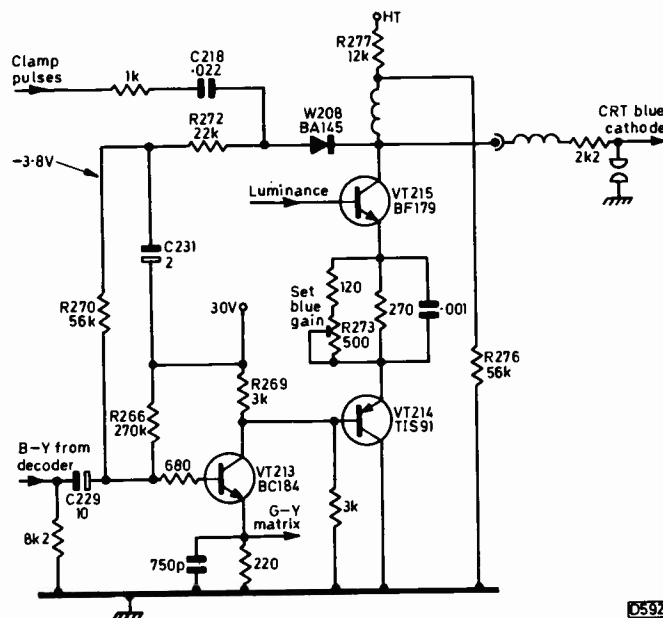 HT
R277
12k
Clamp
pulses
1k
C218
·022
R272
22k
W208
BA145
CRT blue
cathode
2k2
−3.8V
Luminance
VT215
BF179
C231
2
R270
56k
30V
Set
blue
gain
120
R273
500
270
·001
R276
56k
R269
3k
R266
270k
VT214
TIS91
B–Y from
decoder
C229
10
680
VT213
BC184
G–Y
matrix
3k
8k2
750p
220
D592